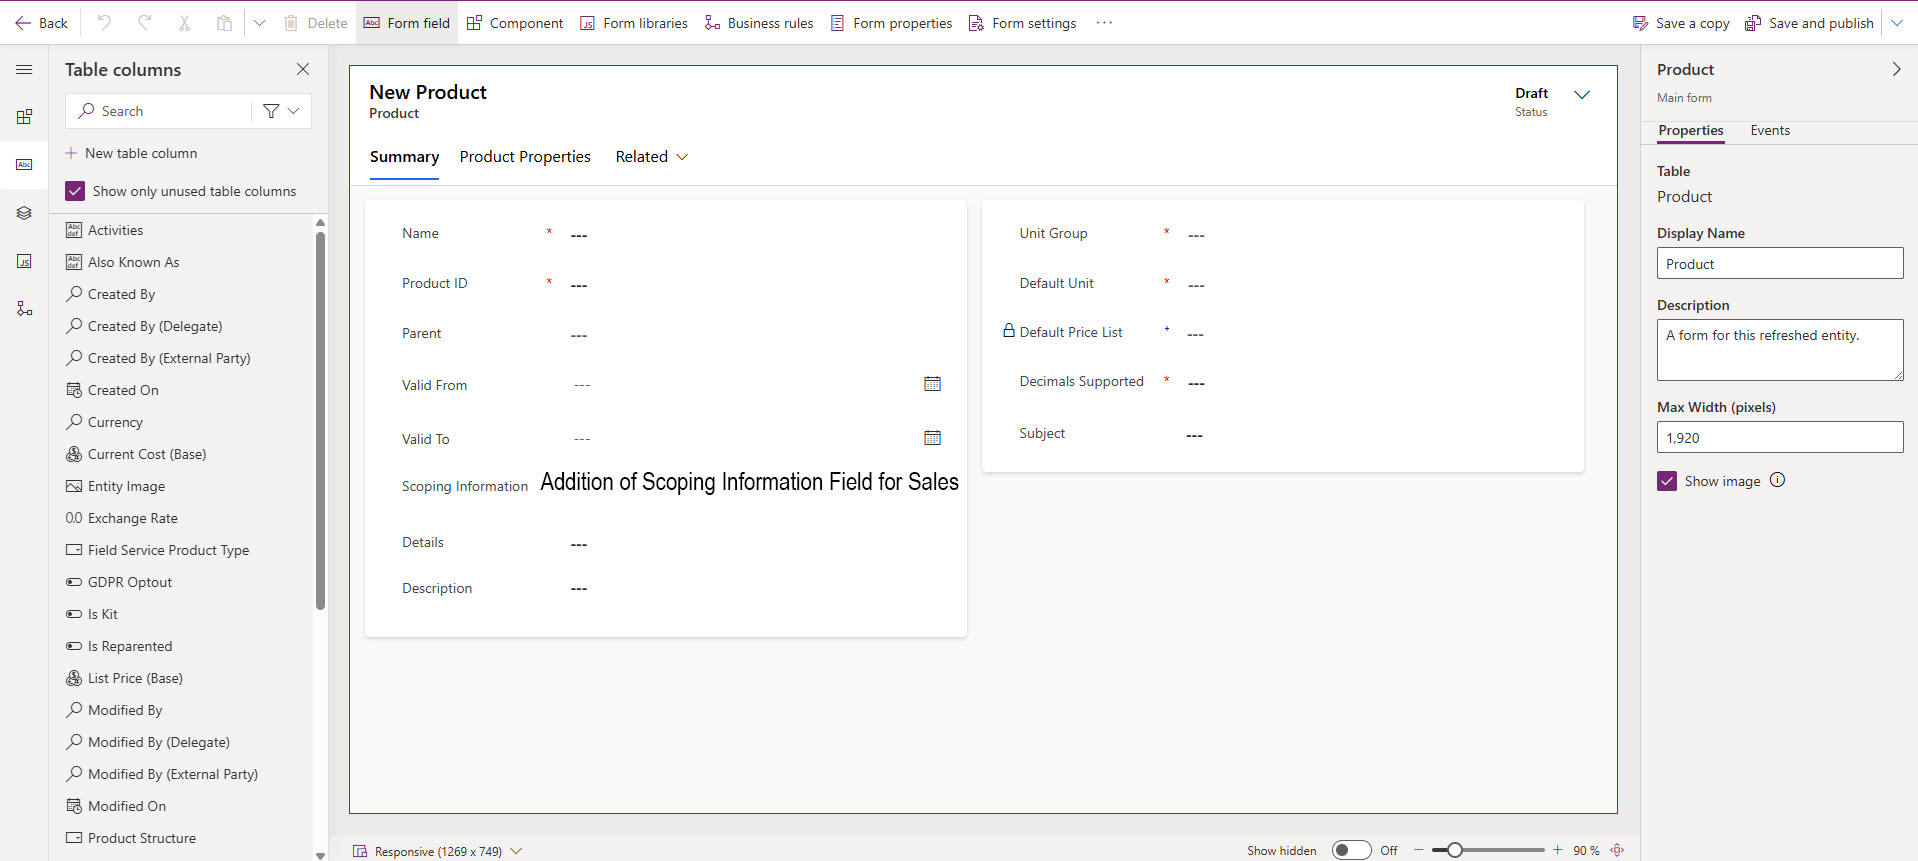 Back Delete Form field Component Form libraries Business rules Form properties Form settings ... Save a copy Save and publish
Table columns
Search
New table column
Show only unused table columns
Activities
Also Known As
Created By
Created By (Delegate)
Created By (External Party)
Created On
Currency
Current Cost (Base)
Entity Image
0.0 Exchange Rate
Field Service Product Type
GDPR Optout
Is Kit
Is Reparented
List Price (Base)
Modified By
Modified By (Delegate)
Modified By (External Party)
Modified On
Product Structure
New Product
Product
Draft
Status
Summary Product Properties Related
Name * ---
Product ID * ---
Parent ---
Valid From ---
Valid To ---
Scoping Information Addition of Scoping Information Field for Sales
Details ---
Description ---
Unit Group * ---
Default Unit * ---
Default Price List + ---
Decimals Supported * ---
Subject ---
Responsive (1269 x 749)
Show hidden Off 90 %
Product
Main form
Properties Events
Table
Product
Display Name
Product
Description
A form for this refreshed entity.
Max Width (pixels)
1,920
Show image